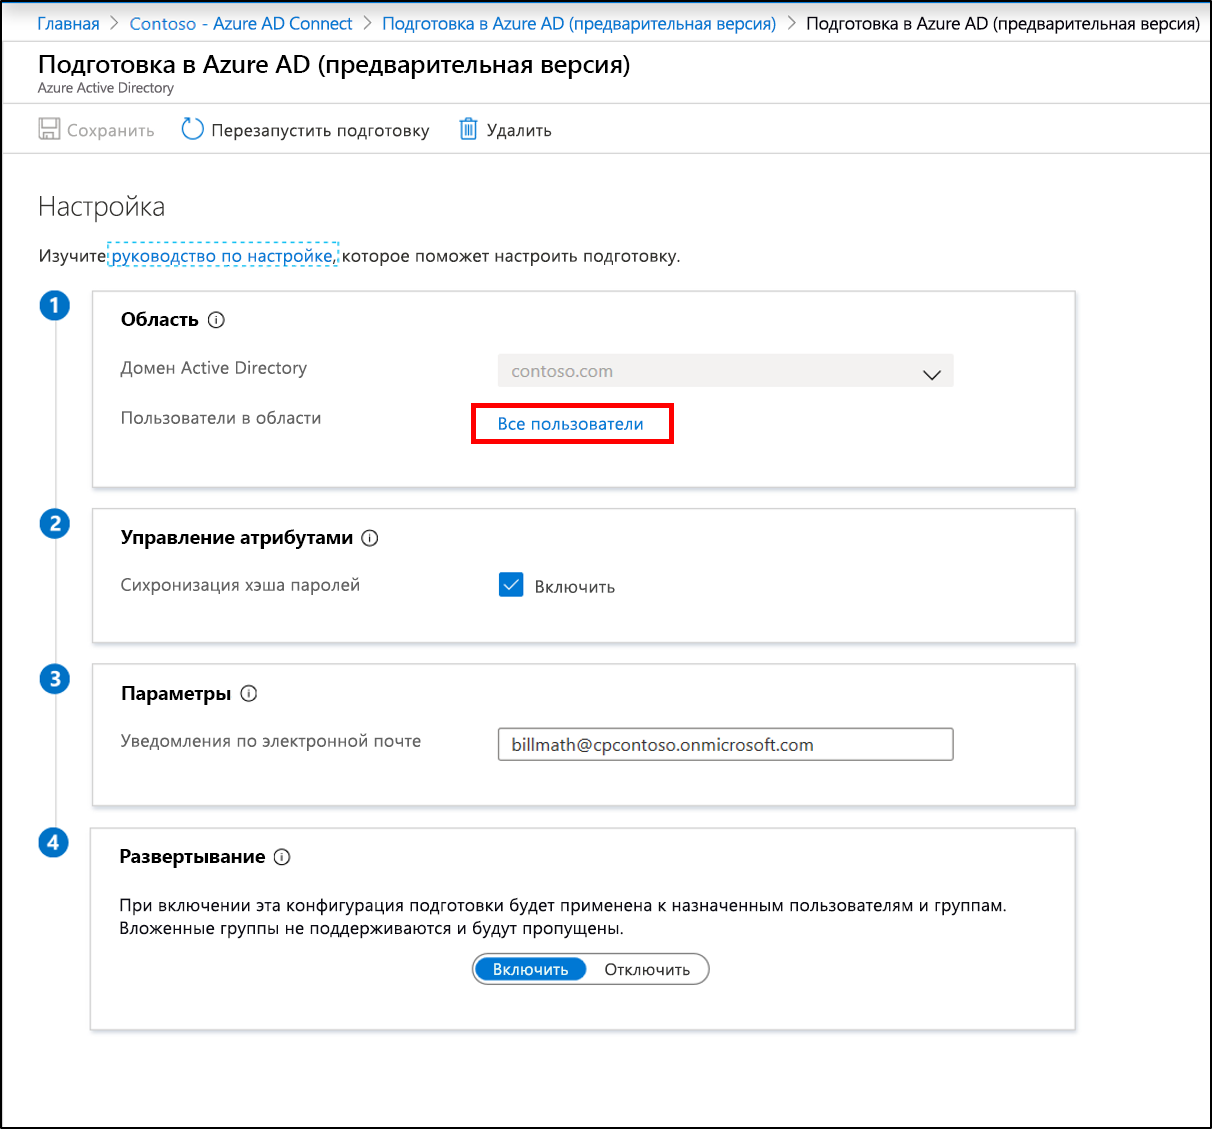 Главная > Contoso - Azure AD Connect > Подготовка в Azure AD (предварительная версия) > Подготовка в Azure AD (предварительная версия)
Подготовка в Azure AD (предварительная версия)
Azure Active Directory
Сохранить Перезапустить подготовку Удалить
Настройка
Изучите руководство по настройке, которое поможет настроить подготовку.
1
Область
Домен Active Directory contoso.com
Пользователи в области Все пользователи
2
Управление атрибутами
Сихронизация хэша паролей Включить
3
Параметры
Уведомления по электронной почте billmath@cpcontoso.onmicrosoft.com
4
Развертывание
При включении эта конфигурация подготовки будет применена к назначенным пользователям и группам.
Вложенные группы не поддерживаются и будут пропущены.
Включить Отключить